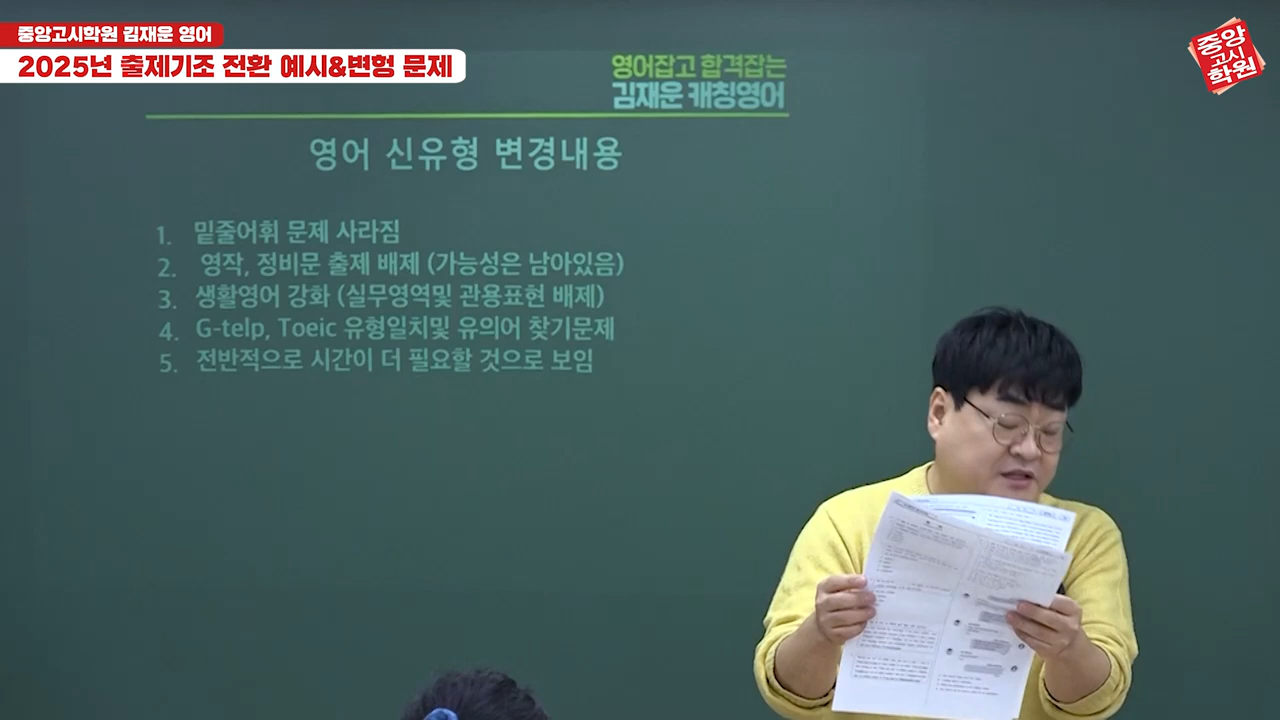 중앙고시학원 김재운 영어
2025년 출제기조 전환 예시&변형 문제
중앙
고시
학원
영어잡고 합격잡는
김재운 캐칭영어
영어 신유형 변경내용
1. 밑줄어휘 문제 사라짐
2. 영작, 정비문 출제 배제 (가능성은 남아있음)
3. 생활영어 강화 (실무영역및 관용표현 배제)
4. G-telp, Toeic 유형일치및 유의어 찾기문제
5. 전반적으로 시간이 더 필요할 것으로 보임